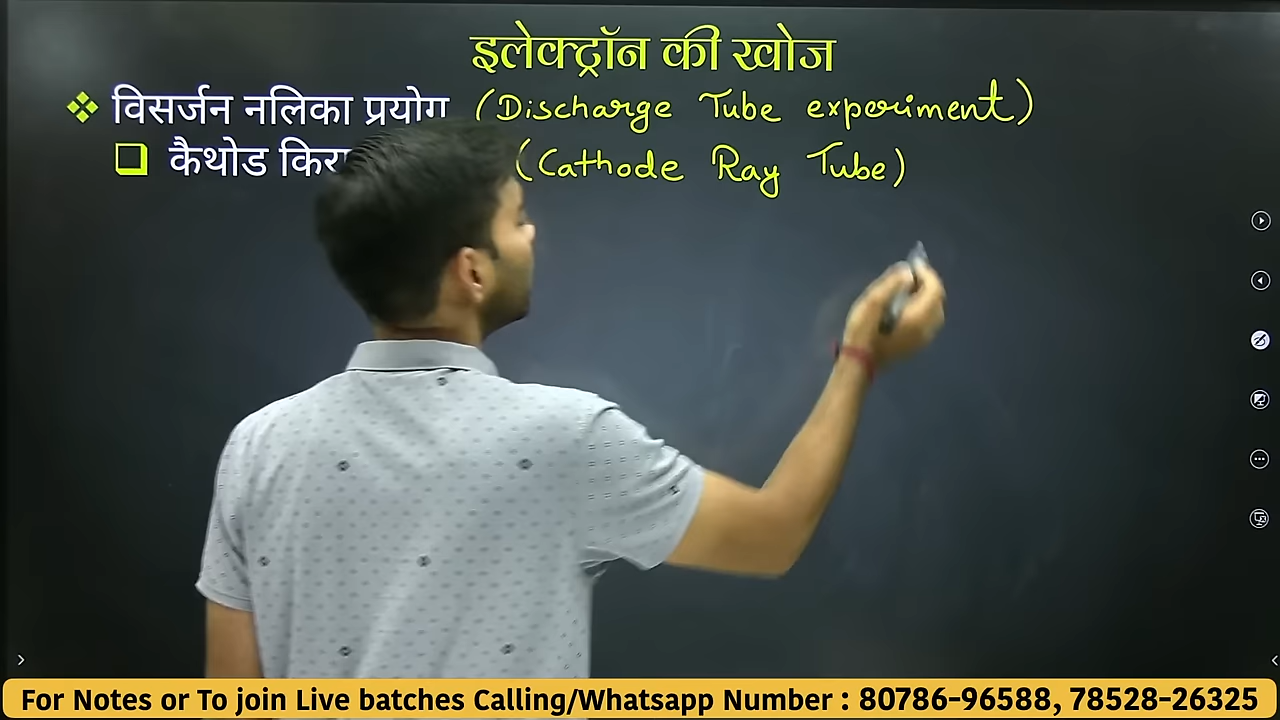 इलेक्ट्रॉन की खोज
विसर्जन नलिका प्रयोग (Discharge Tube experiment)
कैथोड (Cathode Ray Tube)
For Notes or To join Live batches Calling/Whatsapp Number : 80786-96588, 78528-26325